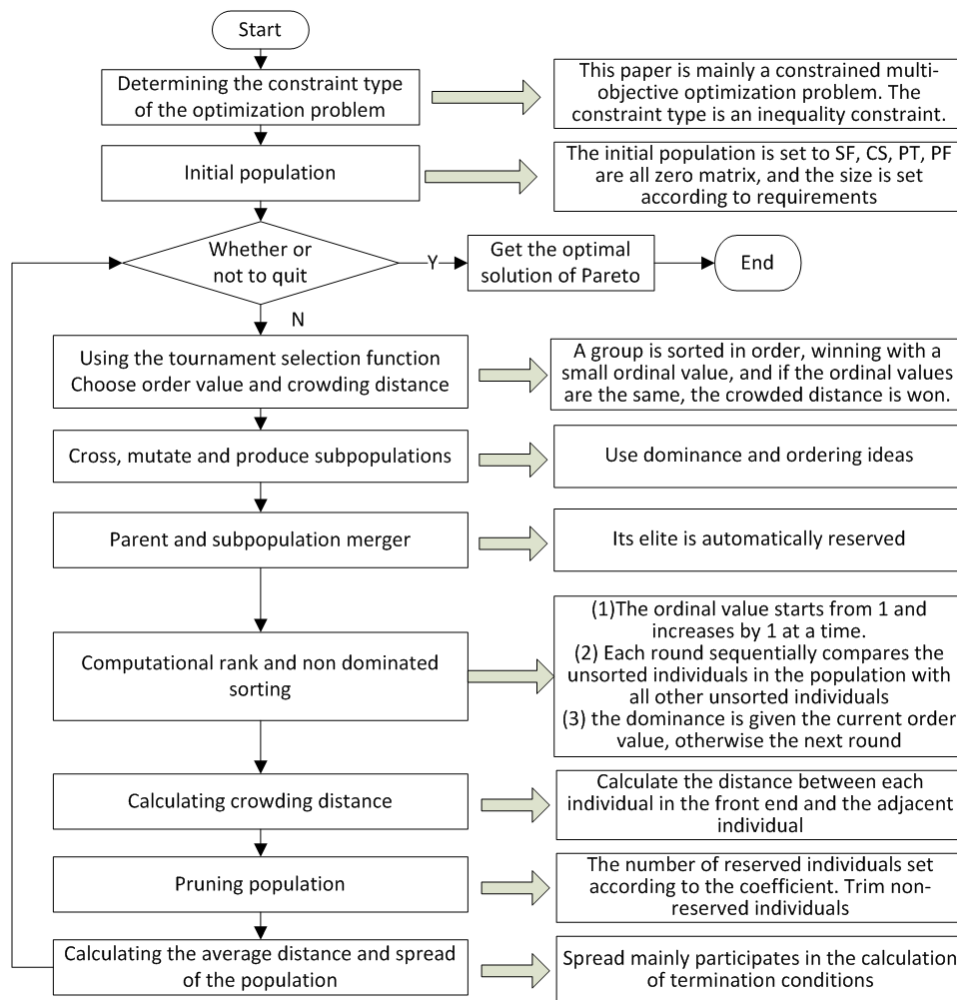 Start
Determining the constraint type
of the optimization problem
This paper is mainly a constrained multi-
objective optimization problem. The
constraint type is an inequality constraint.
Initial population
The initial population is set to SF, CS, PT, PF
are all zero matrix, and the size is set
according to requirements
Whether or
not to quit
Y
Get the optimal
solution of Pareto
End
N
Using the tournament selection function
Choose order value and crowding distance
A group is sorted in order, winning with a
small ordinal value, and if the ordinal values
are the same, the crowded distance is won.
Cross, mutate and produce subpopulations
Use dominance and ordering ideas
Parent and subpopulation merger
Its elite is automatically reserved
Computational rank and non dominated
sorting
(1)The ordinal value starts from 1 and
increases by 1 at a time.
(2) Each round sequentially compares the
unsorted individuals in the population with
all other unsorted individuals
(3) the dominance is given the current order
value, otherwise the next round
Calculating crowding distance
Calculate the distance between each
individual in the front end and the adjacent
individual
Pruning population
The number of reserved individuals set
according to the coefficient. Trim non-
reserved individuals
Calculating the average distance and spread
of the population
Spread mainly participates in the calculation
of termination conditions